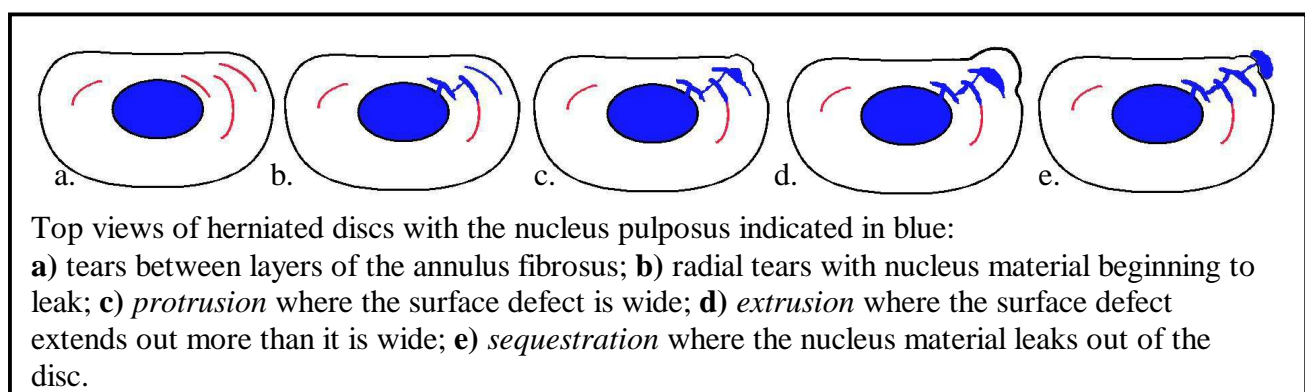 a. b. c. d. e.
Top views of herniated discs with the nucleus pulposus indicated in blue:
a) tears between layers of the annulus fibrosus; b) radial tears with nucleus material beginning to
leak; c) protrusion where the surface defect is wide; d) extrusion where the surface defect
extends out more than it is wide; e) sequestration where the nucleus material leaks out of the
disc.